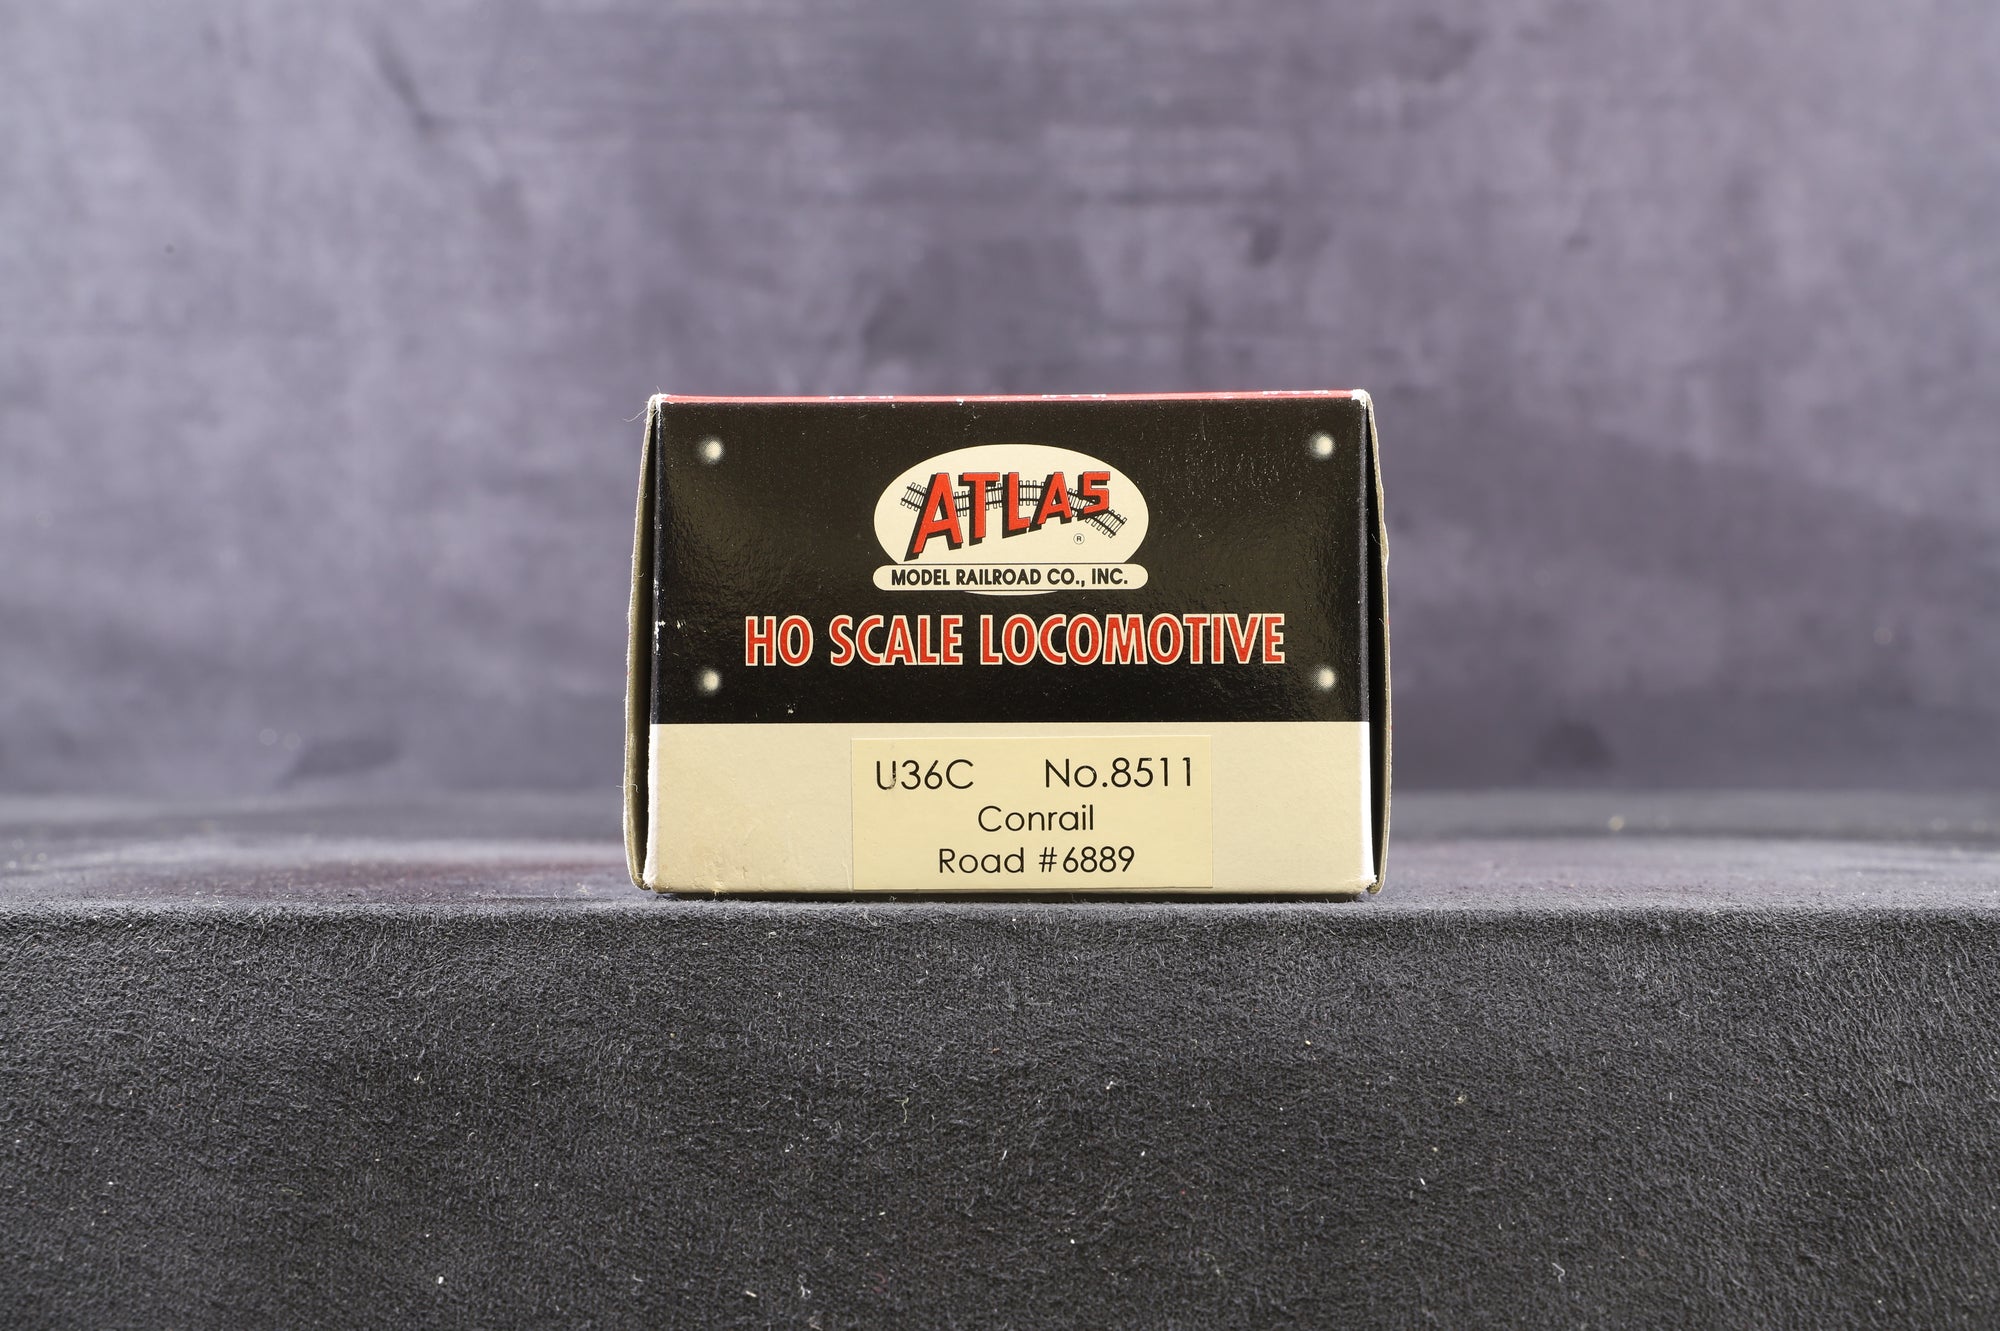 ATLAS
®
MODEL RAILROAD CO., INC.
HO SCALE LOCOMOTIVE
U36C No.8511
Conrail
Road #6889